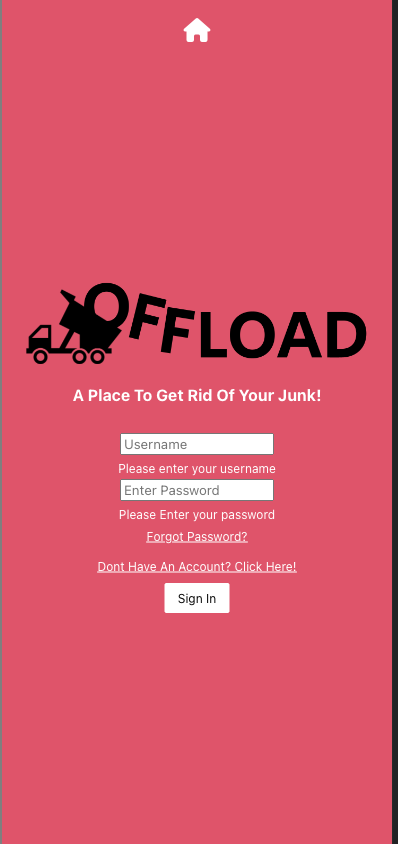 OFFLOAD
A Place To Get Rid Of Your Junk!
Username
Please enter your username
Enter Password
Please Enter your password
Forgot Password?
Dont Have An Account? Click Here!
Sign In